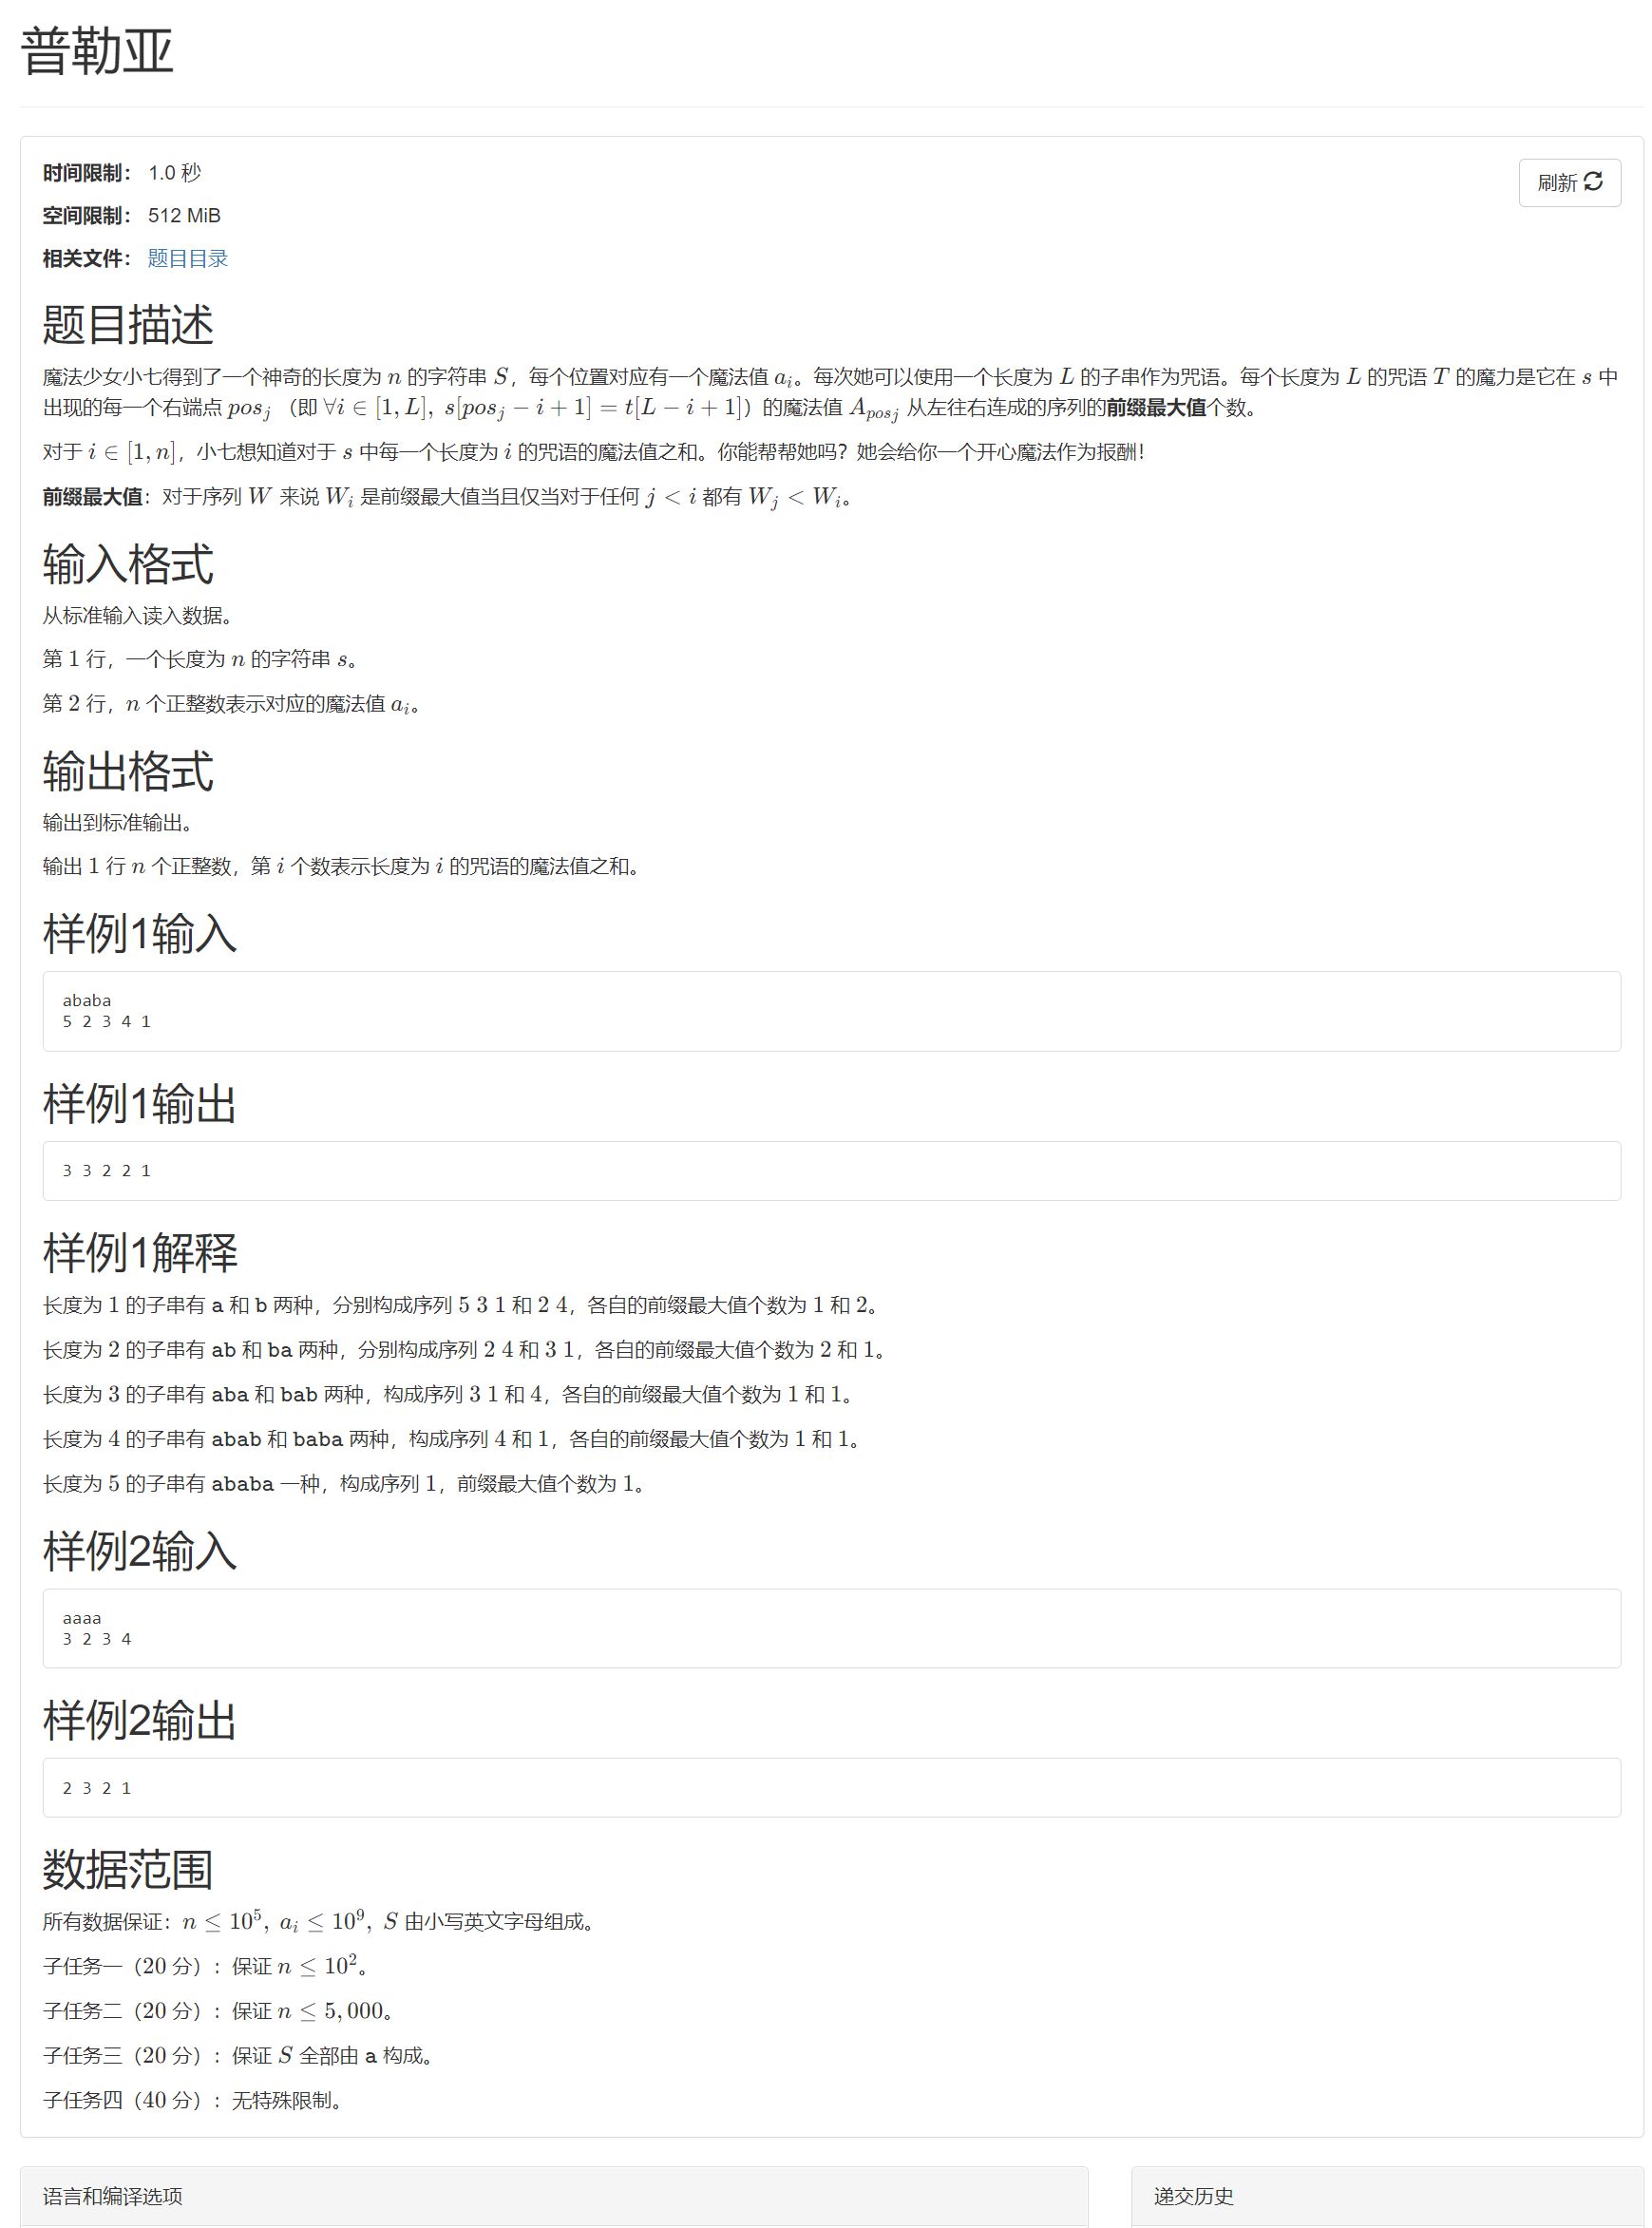 普勒亚
时间限制： 1.0 秒
刷新
空间限制： 512 MiB
相关文件： 题目目录
题目描述
魔法少女小七得到了一个神奇的长度为 n 的字符串 S，每个位置对应有一个魔法值 a_i。每次她可以使用一个长度为 L 的子串作为咒语。每个长度为 L 的咒语 T 的魔力是它在 s 中
出现的每一个右端点 pos_j （即 ∀i ∈ [1, L], s[pos_j − i + 1] = t[L − i + 1]）的魔法值 A_{pos_j} 从左往右连成的序列的前缀最大值个数。
对于 i ∈ [1, n]，小七想知道对于 s 中每一个长度为 i 的咒语的魔法值之和。你能帮帮她吗？她会给你一个开心魔法作为报酬！
前缀最大值：对于序列 W 来说 W_i 是前缀最大值当且仅当对于任何 j < i 都有 W_j < W_i。
输入格式
从标准输入读入数据。
第 1 行，一个长度为 n 的字符串 s。
第 2 行，n 个正整数表示对应的魔法值 a_i。
输出格式
输出到标准输出。
输出 1 行 n 个正整数，第 i 个数表示长度为 i 的咒语的魔法值之和。
样例1输入
ababa
5 2 3 4 1
样例1输出
3 3 2 2 1
样例1解释
长度为 1 的子串有 a 和 b 两种，分别构成序列 5 3 1 和 2 4，各自的前缀最大值个数为 1 和 2。
长度为 2 的子串有 ab 和 ba 两种，分别构成序列 2 4 和 3 1，各自的前缀最大值个数为 2 和 1。
长度为 3 的子串有 aba 和 bab 两种，构成序列 3 1 和 4，各自的前缀最大值个数为 1 和 1。
长度为 4 的子串有 abab 和 baba 两种，构成序列 4 和 1，各自的前缀最大值个数为 1 和 1。
长度为 5 的子串有 ababa 一种，构成序列 1，前缀最大值个数为 1。
样例2输入
aaaa
3 2 3 4
样例2输出
2 3 2 1
数据范围
所有数据保证：n ≤ 10^5, a_i ≤ 10^9, S 由小写英文字母组成。
子任务一（20 分）：保证 n ≤ 10^2。
子任务二（20 分）：保证 n ≤ 5,000。
子任务三（20 分）：保证 S 全部由 a 构成。
子任务四（40 分）：无特殊限制。
语言和编译选项
递交历史